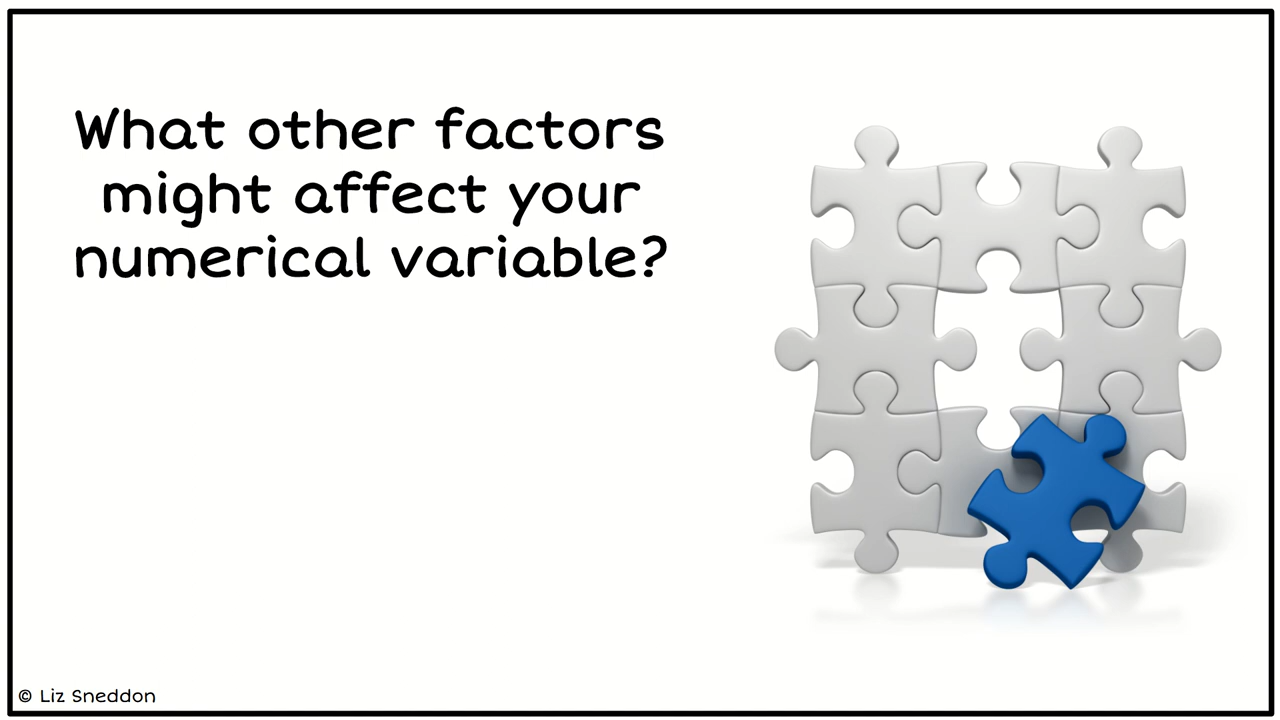 What other factors
might affect your
numerical variable?
© Liz Sneddon